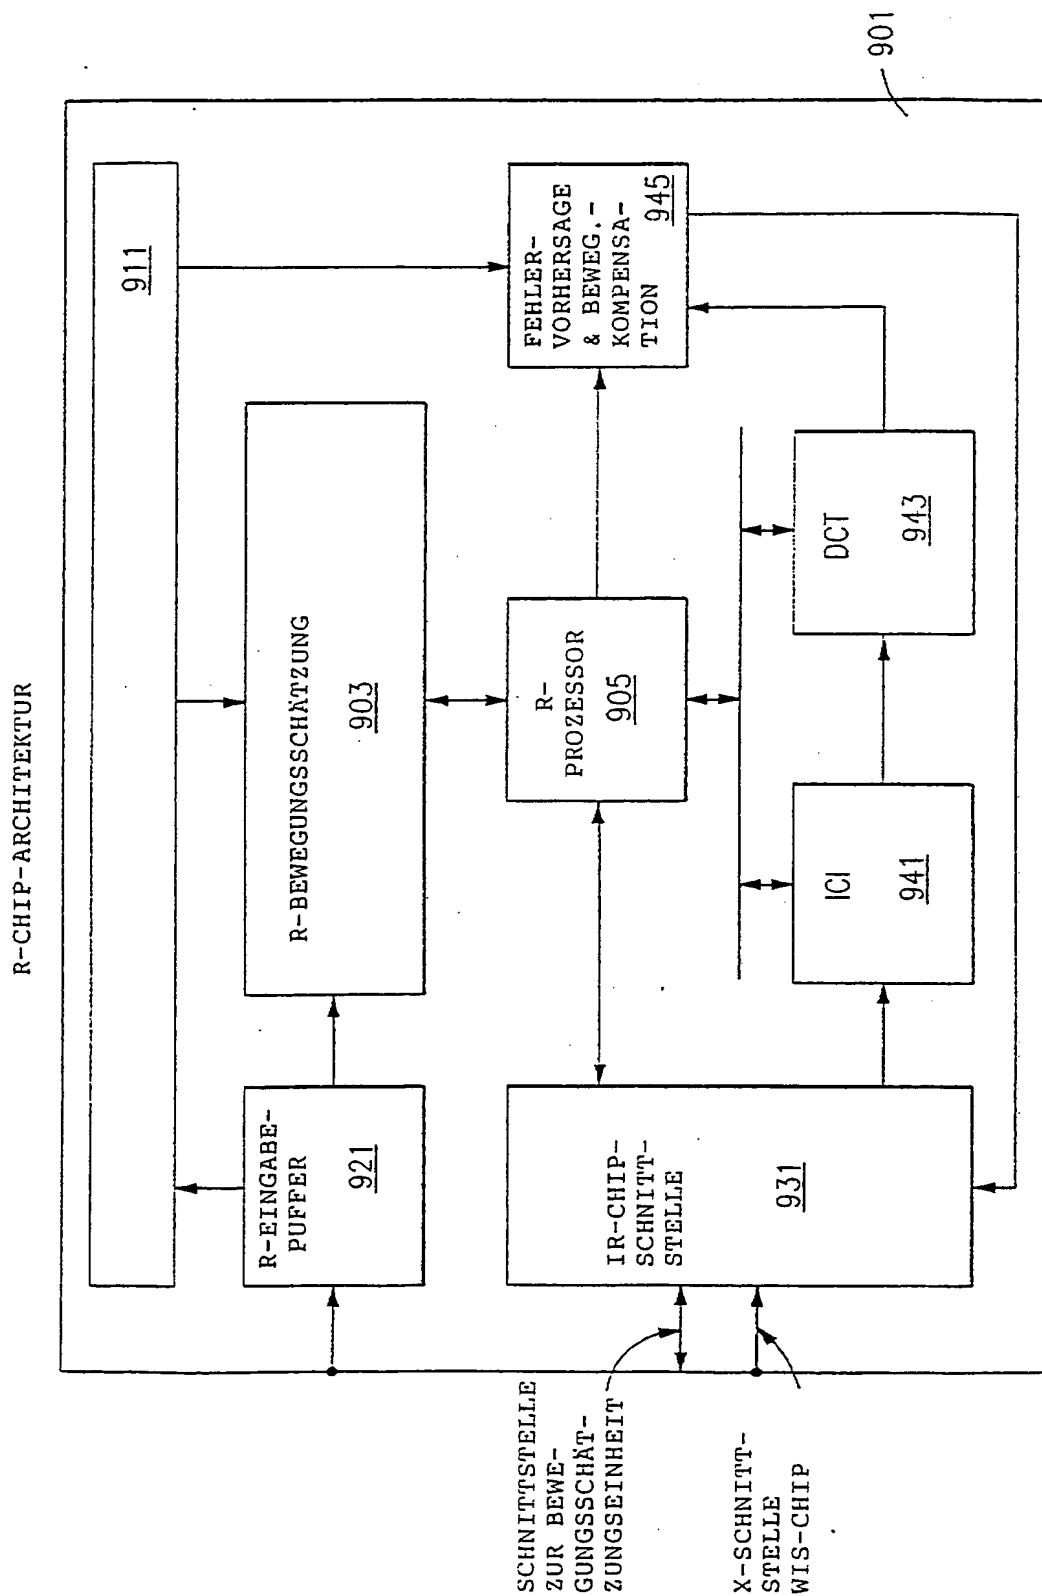 R-CHIP-ARCHITEKTUR
901
911
R-EINGABE-
PUFFER
921
R-BEWEGUNGSSCHÄTZUNG
903
FEHLER-
VORHERSAGE
& BEWEG.-
KOMPENSA-
TION
945
R-
PROZESSOR
905
IR-CHIP-
SCHNITT-
STELLE
931
ICI
941
DCT
943
SCHNITTSTELLE
ZUR BEWE-
GUNGSSCHÄT-
ZUNGSEINHEIT
X-SCHNITT-
STELLE
WIS-CHIP